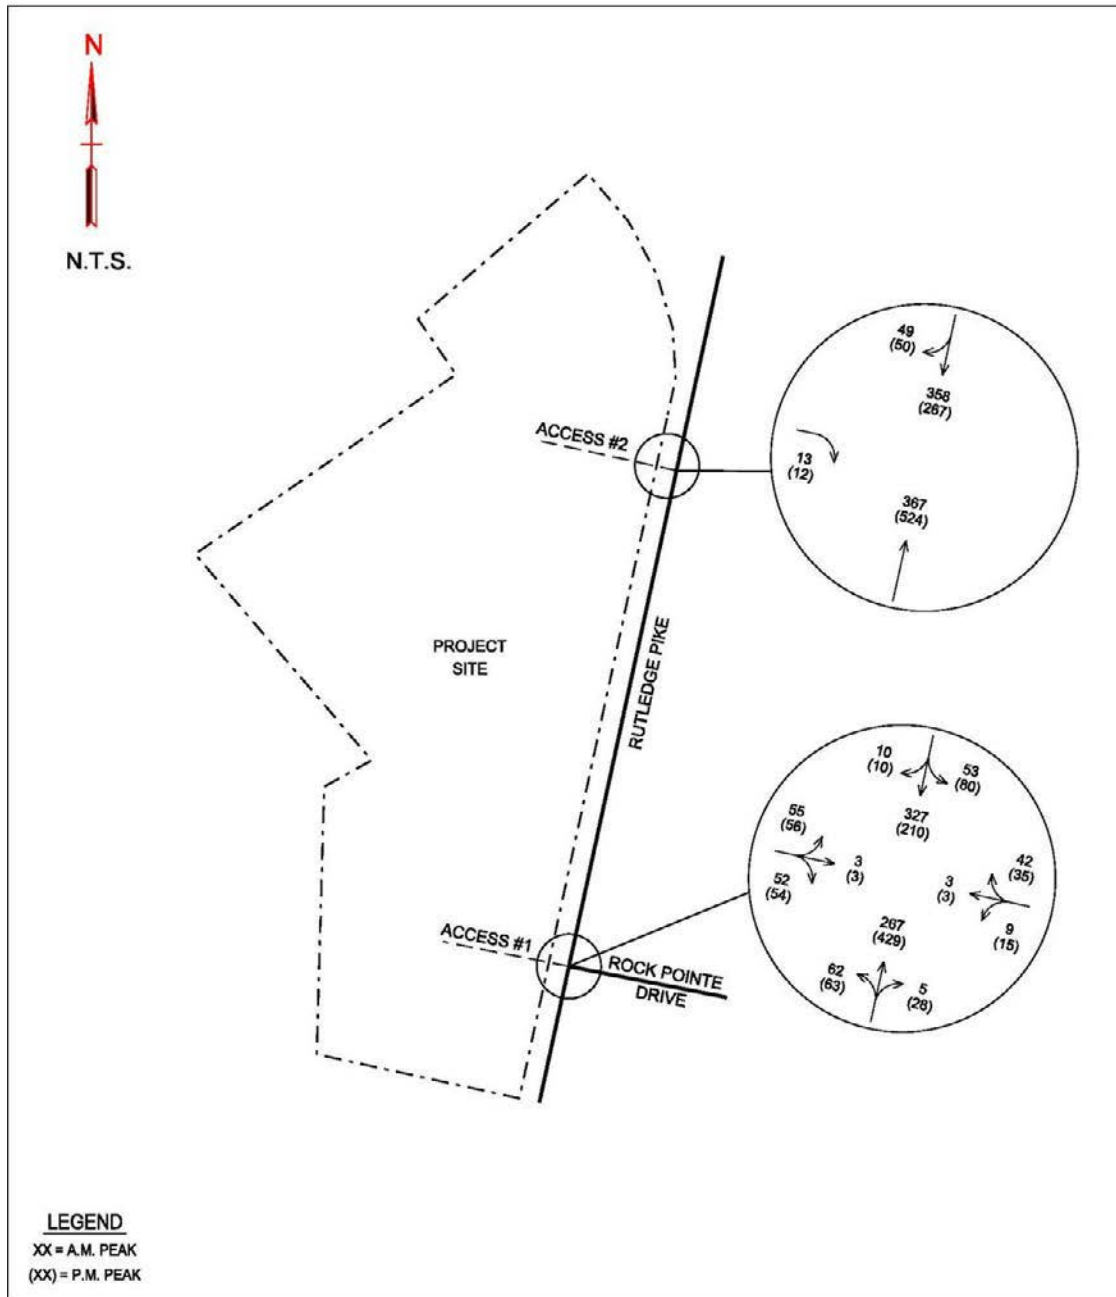 N
N.T.S.
49
(50)
358
(267)
ACCESS #2
13
(12)
367
(524)
PROJECT
SITE
RUTLEDGE PIKE
10
(10)
53
(80)
327
(210)
55
(56)
3
(3)
52
(54)
42
(35)
3
(3)
9
(15)
267
(429)
62
(63)
5
(28)
ACCESS #1
ROCK POINTE
DRIVE
LEGEND
XX = A.M. PEAK
(XX) = P.M. PEAK